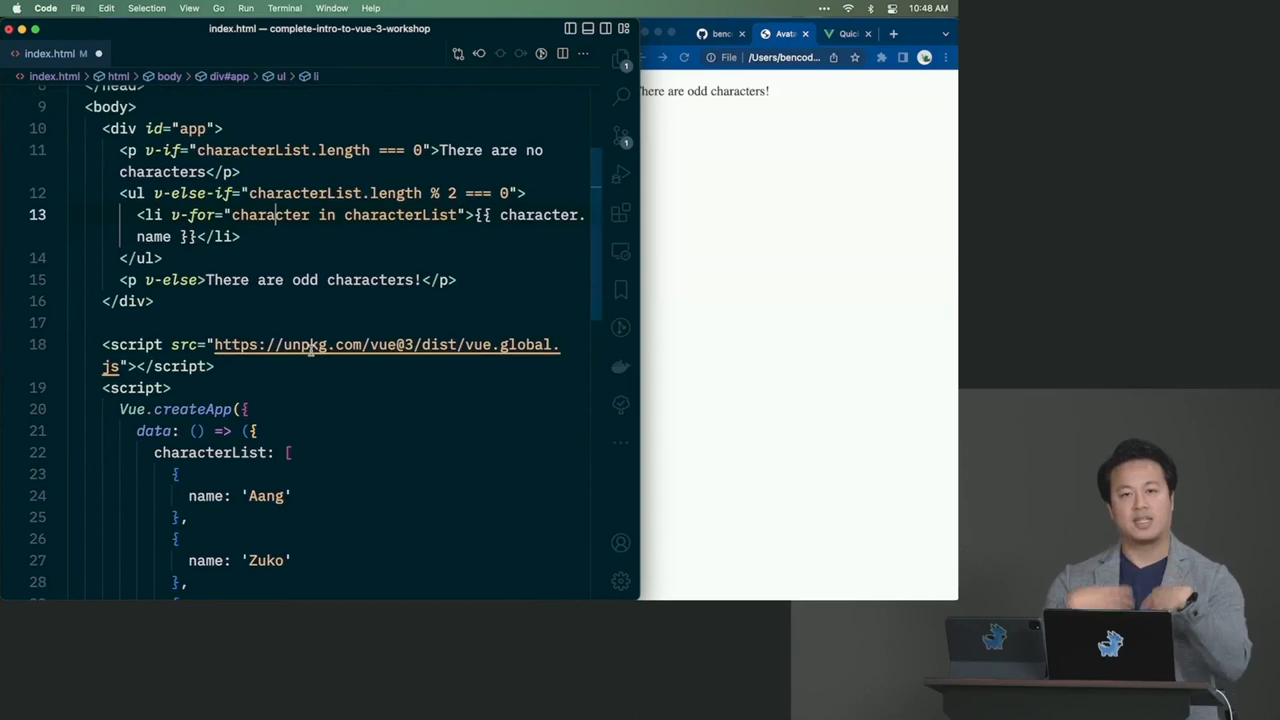 Code File Edit Selection View Go Run Terminal Window Help
10:48 AM
index.html — complete-intro-to-vue-3-workshop
index.html
index.html > html > body > div#app > ul > li
8 </head>
9 <body>
10 <div id="app">
11 <p v-if="characterList.length === 0">There are no
characters</p>
12 <ul v-else-if="characterList.length % 2 === 0">
13 <li v-for="character in characterList">{{ character.
name }}</li>
14 </ul>
15 <p v-else>There are odd characters!</p>
16 </div>
17
18 <script src="https://unpkg.com/vue@3/dist/vue.global.
js"></script>
19 <script>
20 Vue.createApp({
21 data: () => ({
22 characterList: [
23 {
24 name: 'Aang'
25 },
26 {
27 name: 'Zuko'
28 },
1
1
benc
Avata
Quic
File /Users/bencod...
There are odd characters!